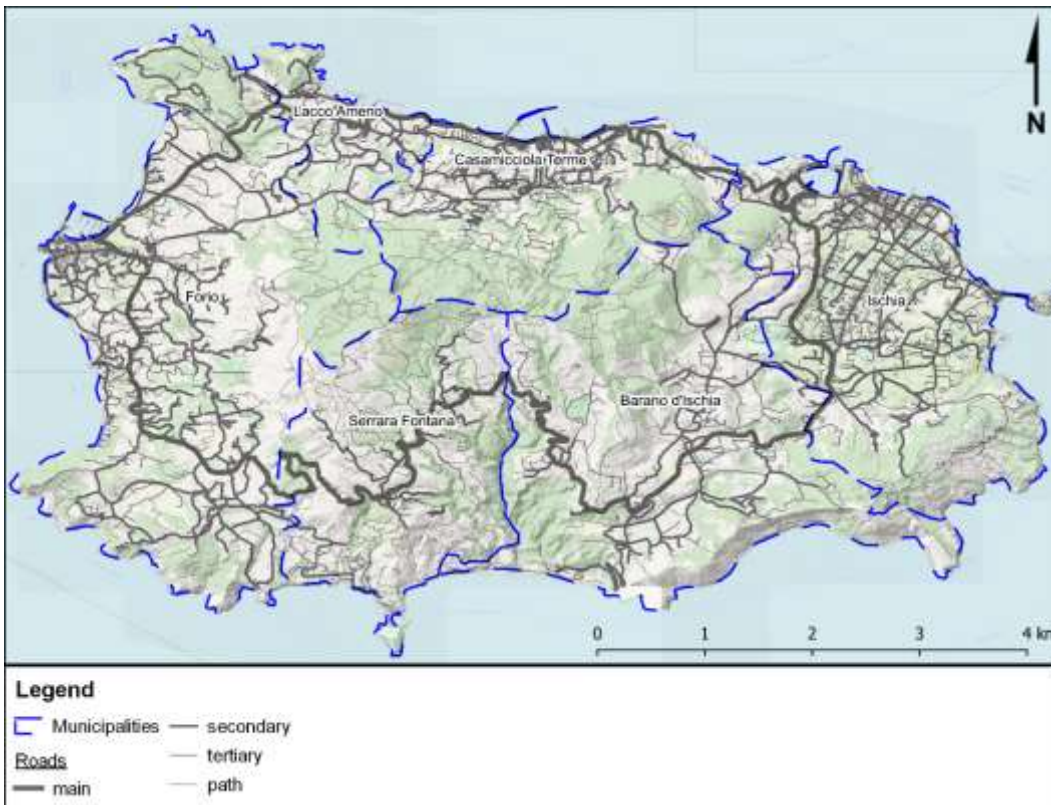 N
Lacco Ameno
Casamicciola Terme
Forio
Ischia
Serrara Fontana
Barano d'Ischia
0 1 2 3 4 km
Legend
Municipalities
Roads
main
secondary
tertiary
path